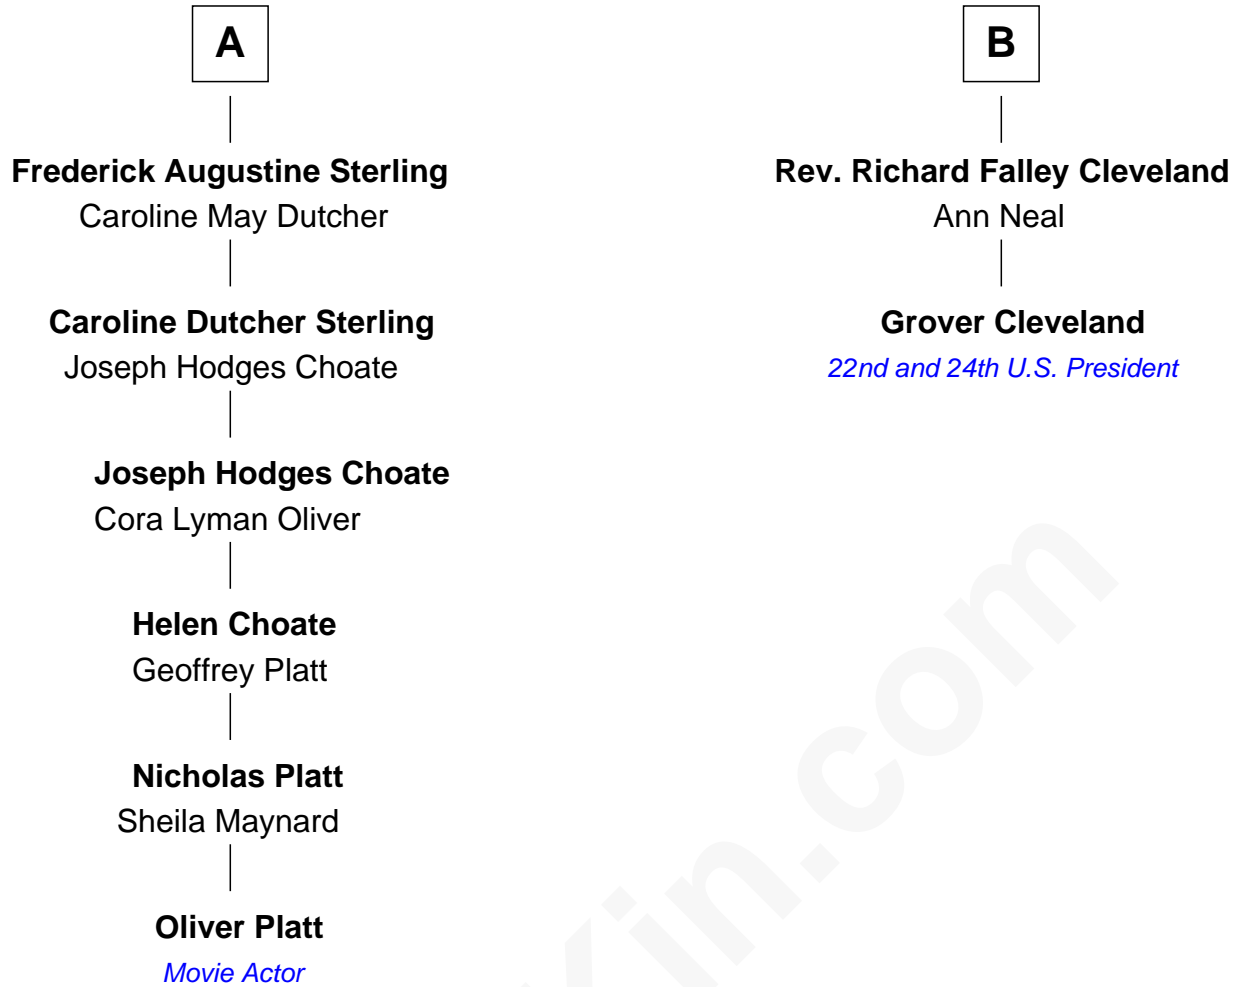 A
Frederick Augustine Sterling
Caroline May Dutcher
Caroline Dutcher Sterling
Joseph Hodges Choate
Joseph Hodges Choate
Cora Lyman Oliver
Helen Choate
Geoffrey Platt
Nicholas Platt
Sheila Maynard
Oliver Platt
Movie Actor
B
Rev. Richard Falley Cleveland
Ann Neal
Grover Cleveland
22nd and 24th U.S. President